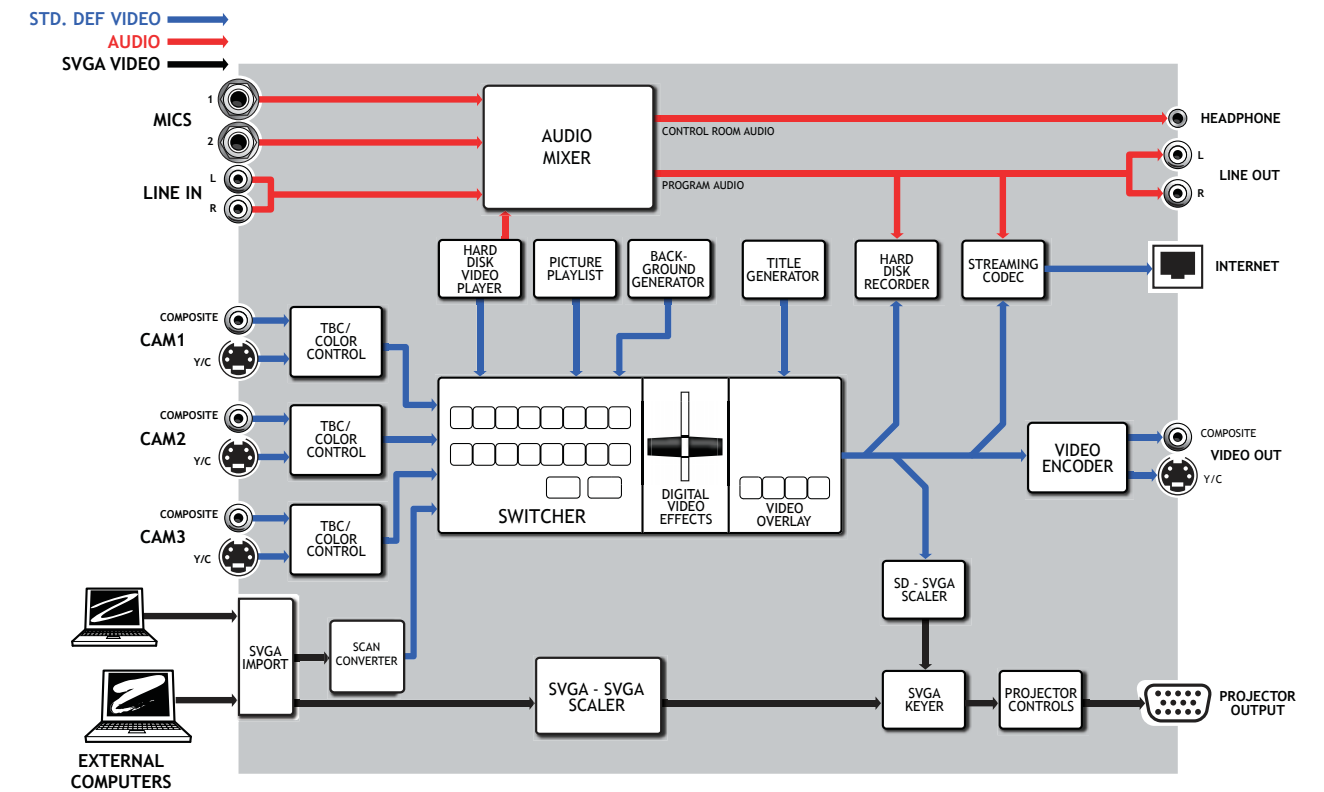 STD. DEF VIDEO
AUDIO
SVGA VIDEO
MICS
1
2
LINE IN
L
R
AUDIO
MIXER
CONTROL ROOM AUDIO
PROGRAM AUDIO
HEADPHONE
L
R
LINE OUT
HARD
DISK
VIDEO
PLAYER
PICTURE
PLAYLIST
BACK-
GROUND
GENERATOR
TITLE
GENERATOR
HARD
DISK
RECORDER
STREAMING
CODEC
INTERNET
COMPOSITE
CAM1
Y/C
TBC/
COLOR
CONTROL
COMPOSITE
CAM2
Y/C
TBC/
COLOR
CONTROL
COMPOSITE
CAM3
Y/C
TBC/
COLOR
CONTROL
SWITCHER
DIGITAL
VIDEO
EFFECTS
VIDEO
OVERLAY
VIDEO
ENCODER
COMPOSITE
VIDEO OUT
Y/C
SD - SVGA
SCALER
SVGA
IMPORT
SCAN
CONVERTER
SVGA - SVGA
SCALER
SVGA
KEYER
PROJECTOR
CONTROLS
PROJECTOR
OUTPUT
EXTERNAL
COMPUTERS